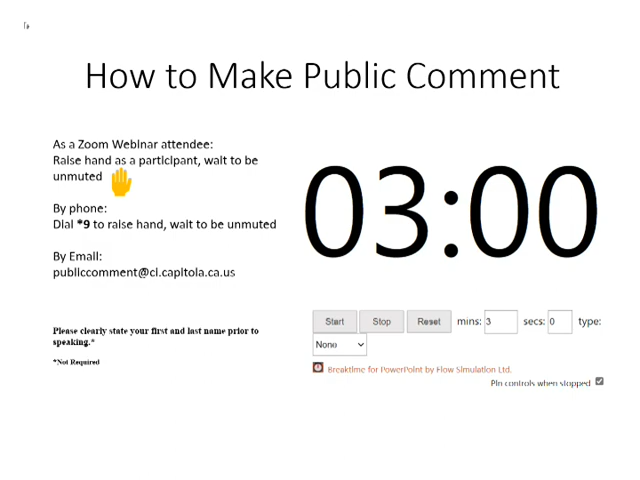 How to Make Public Comment
As a Zoom Webinar attendee:
Raise hand as a participant, wait to be
unmuted
By phone:
Dial *9 to raise hand, wait to be unmuted
By Email:
publiccomment@ci.capitola.ca.us
Please clearly state your first and last name prior to
speaking.*
*Not Required
03:00
Start Stop Reset mins: 3 secs: 0 type:
None
Breaktime for PowerPoint by Flow Simulation Ltd.
Pin controls when stopped